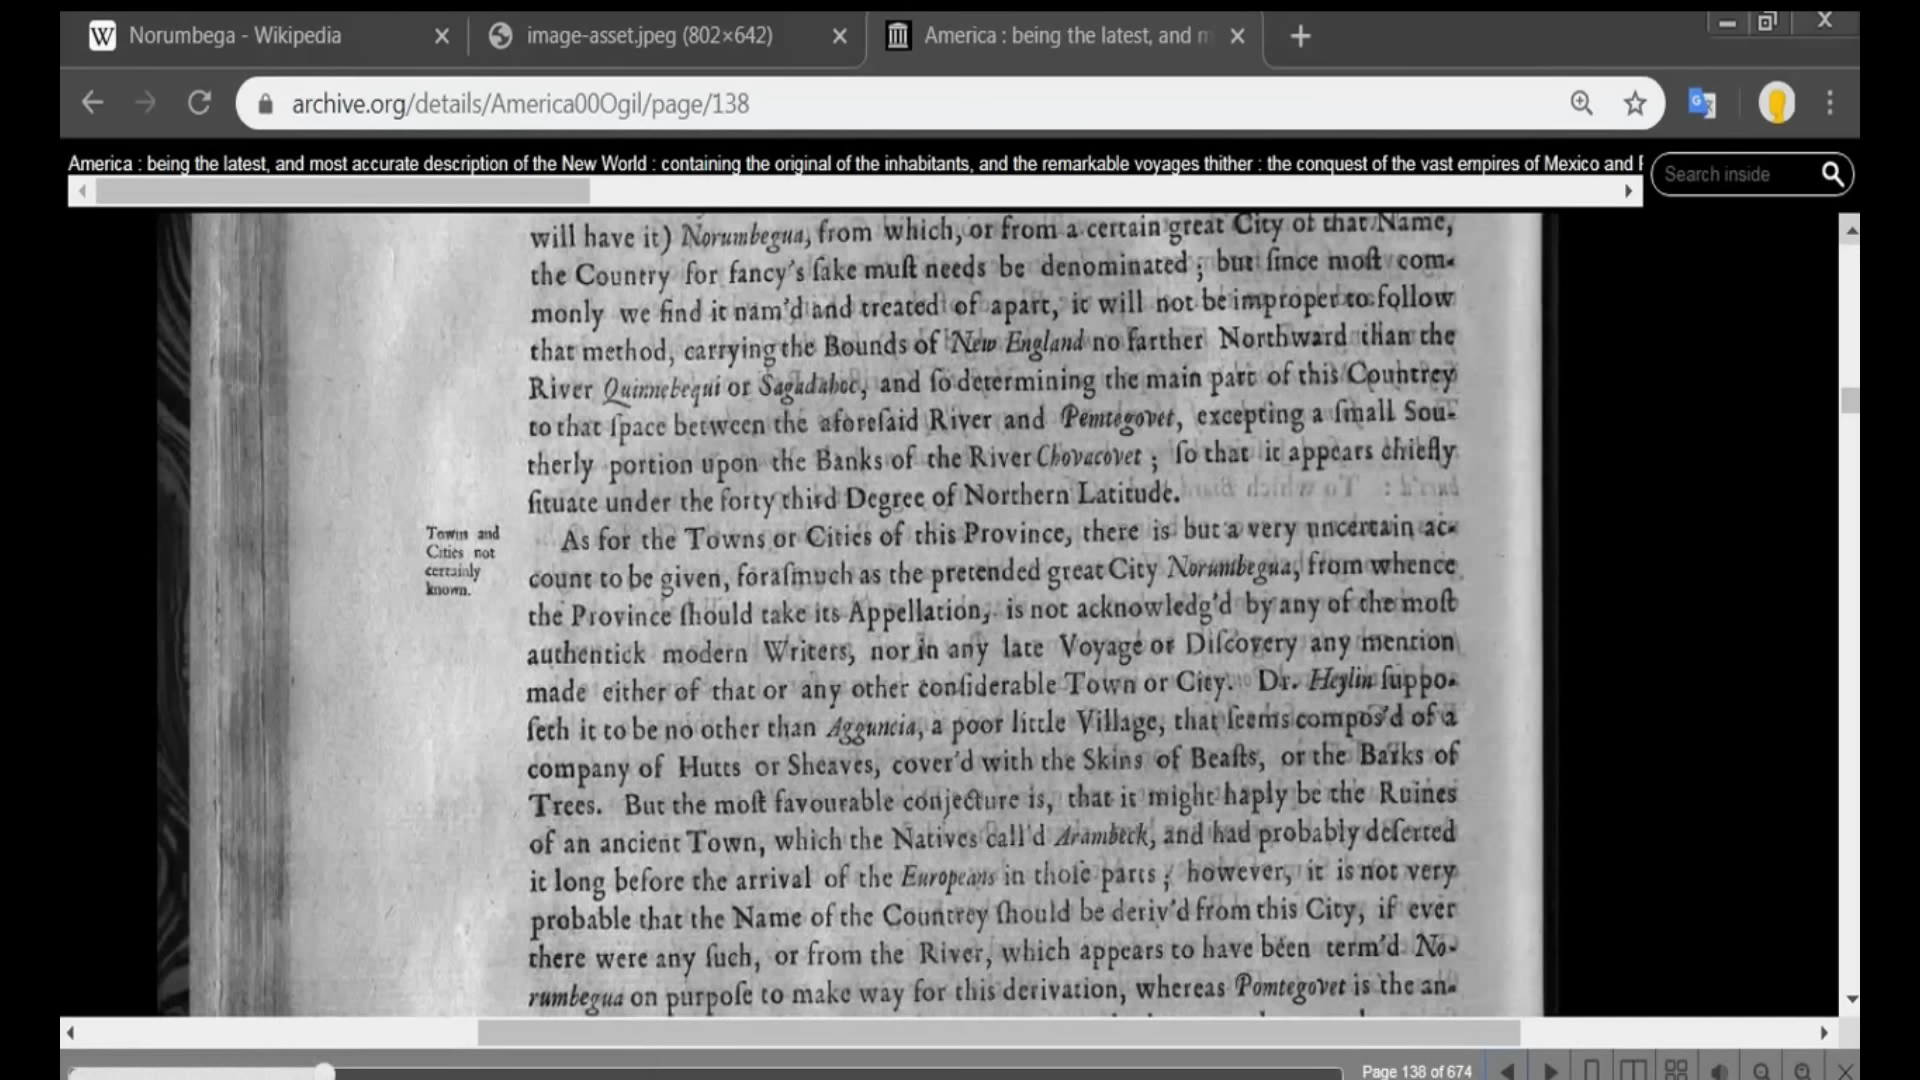 Norumbega - Wikipedia
image-asset.jpeg (802×642)
America : being the latest, and m
archive.org/details/America00Ogil/page/138
America : being the latest, and most accurate description of the New World : containing the original of the inhabitants, and the remarkable voyages thither : the conquest of the vast empires of Mexico and P
Search inside
will have it) Norumbegua, from which, or from a certain great City of that Name,
the Country for fancy's ſake muſt needs be denominated ; but ſince moſt com-
monly we find it nam'd and treated of apart, it will not be improper to follow
that method, carrying the Bounds of New England no farther Northward than the
River Quinnebequi or Sagadahoc, and ſo determining the main part of this Countrey
to that ſpace between the aforeſaid River and Pemtegovet, excepting a ſmall Sou-
therly portion upon the Banks of the River Chovacovet ; ſo that it appears chiefly
ſituate under the forty third Degree of Northern Latitude.
Towns and
Cities not
certainly
known.
As for the Towns or Cities of this Province, there is but a very uncertain ac-
count to be given, foraſmuch as the pretended great City Norumbegua, from whence
the Province ſhould take its Appellation, is not acknowledg'd by any of the moſt
authentick modern Writers, nor in any late Voyage or Diſcovery any mention
made either of that or any other conſiderable Town or City. Dr. Heylin ſuppo-
ſeth it to be no other than Agguncia, a poor little Village, that ſeems compos'd of a
company of Hutts or Sheaves, cover'd with the Skins of Beaſts, or the Barks of
Trees. But the moſt favourable conjecture is, that it might haply be the Ruines
of an ancient Town, which the Natives call'd Arambeck, and had probably deſerted
it long before the arrival of the Europeans in thoſe parts ; however, it is not very
probable that the Name of the Countrey ſhould be deriv'd from this City, if ever
there were any ſuch, or from the River, which appears to have been term'd No-
rumbegua on purpoſe to make way for this derivation, whereas Pomtegovet is the an-
Page 138 of 674